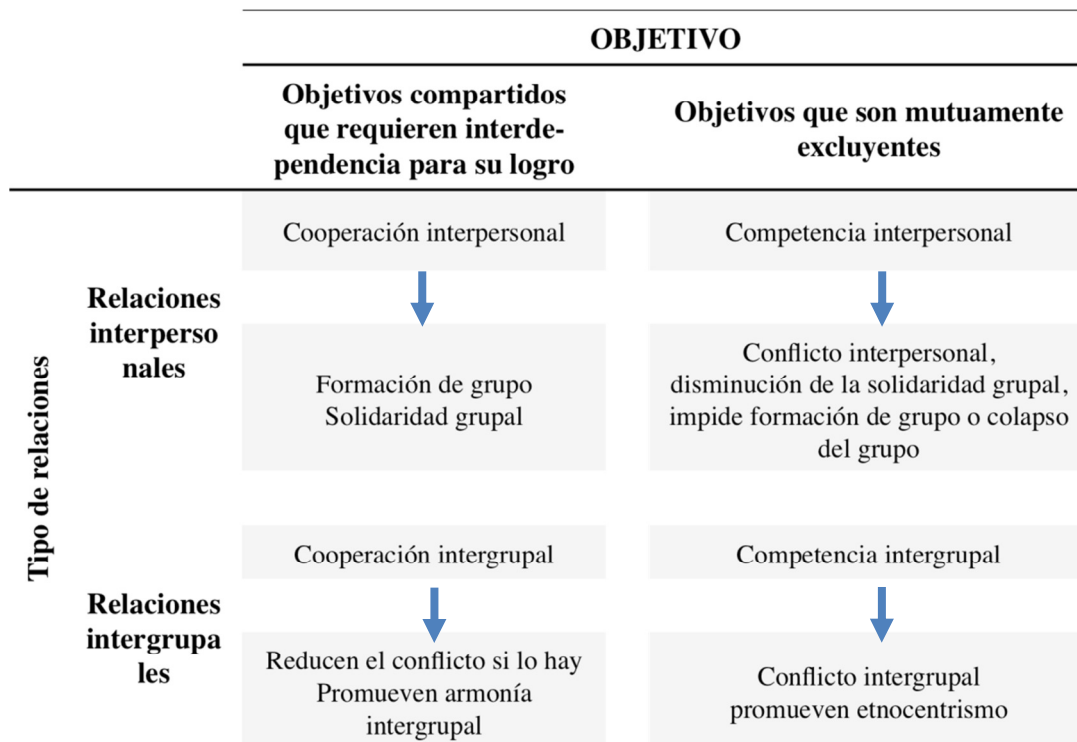 OBJETIVO
Objetivos compartidos
que requieren interde-
pendencia para su logro
Objetivos que son mutuamente
excluyentes
Tipo de relaciones
Relaciones
interperso
nales
Cooperación interpersonal
Competencia interpersonal
Formación de grupo
Solidaridad grupal
Conflicto interpersonal,
disminución de la solidaridad grupal,
impide formación de grupo o colapso
del grupo
Relaciones
intergrupa
les
Cooperación intergrupal
Competencia intergrupal
Reducen el conflicto si lo hay
Promueven armonía
intergrupal
Conflicto intergrupal
promueven etnocentrismo